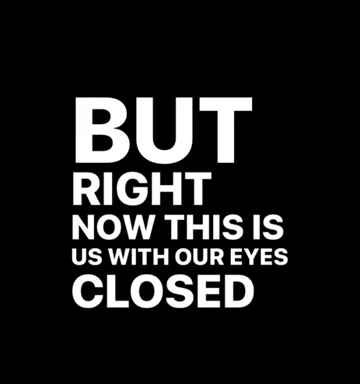 BUT
RIGHT
NOW THIS IS
US WITH OUR EYES
CLOSED